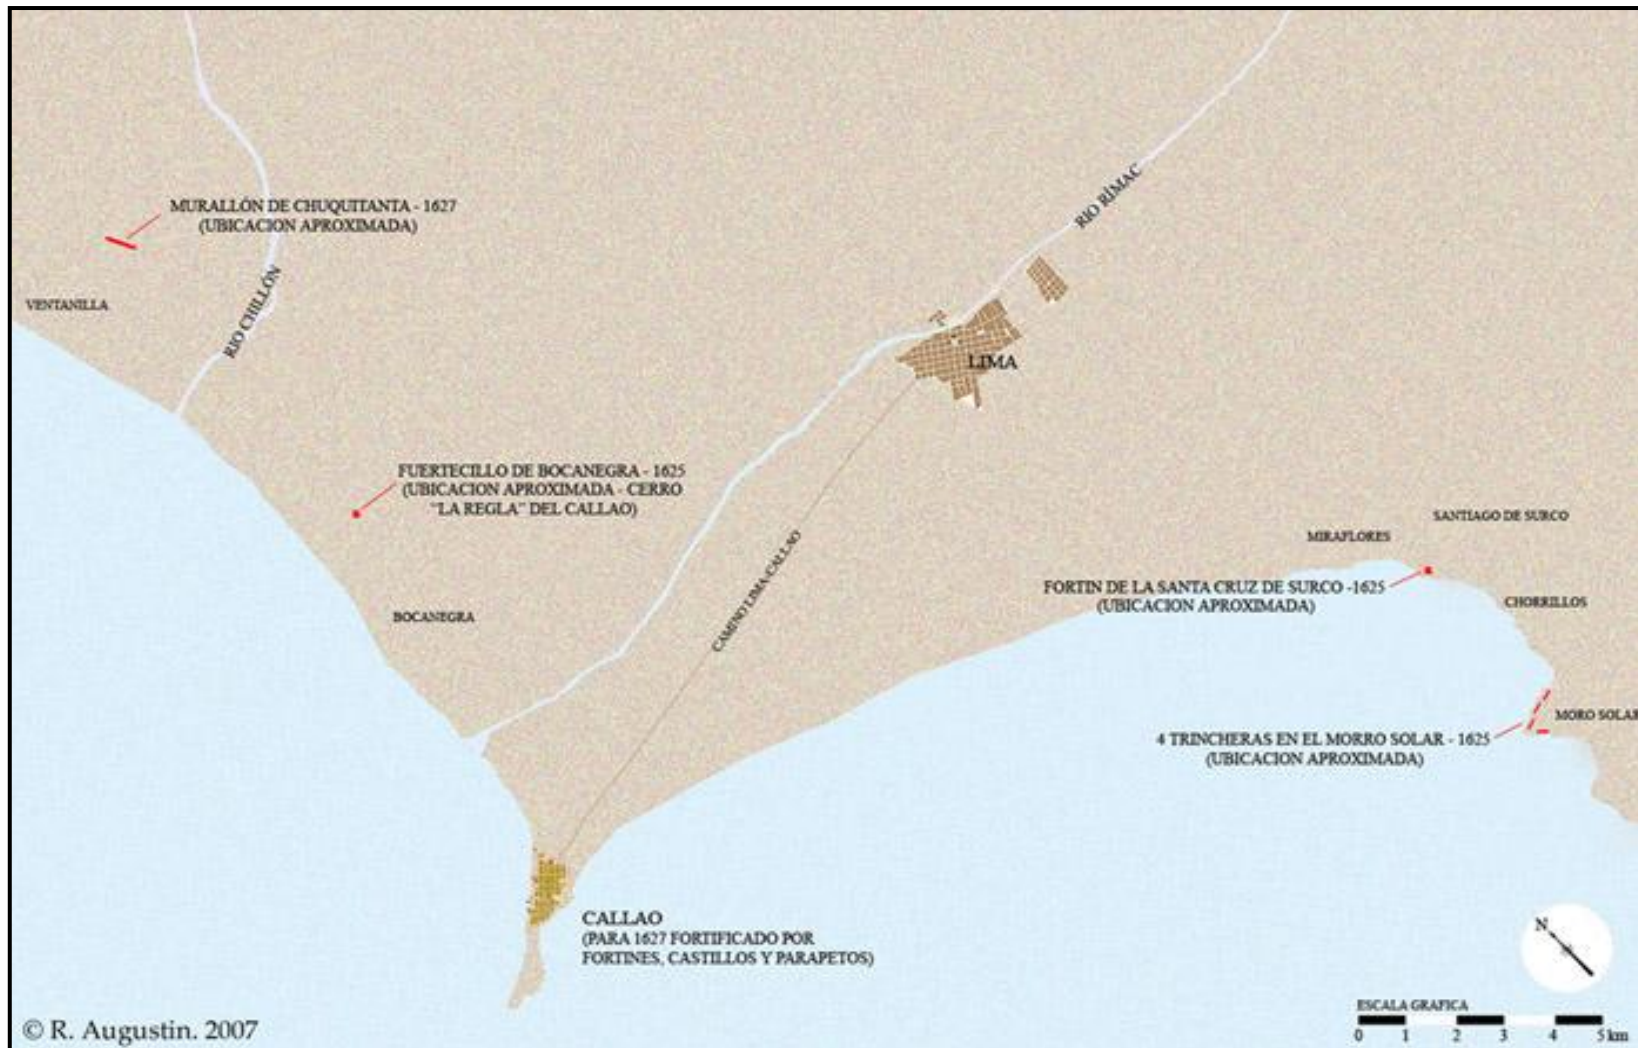 RIO RÍMAC
MURALLÓN DE CHUQUITANTA - 1627
(UBICACION APROXIMADA)
VENTANILLA
RIO CHILLÓN
LIMA
FUERTECILLO DE BOCANEGRA - 1625
(UBICACION APROXIMADA - CERRO
"LA REGLA" DEL CALLAO)
SANTIAGO DE SURCO
MIRAFLORES
CAMINO LIMA-CALLAO
FORTIN DE LA SANTA CRUZ DE SURCO -1625
(UBICACION APROXIMADA)
CHORRILLOS
BOCANEGRA
MORO SOLAR
4 TRINCHERAS EN EL MORRO SOLAR - 1625
(UBICACION APROXIMADA)
CALLAO
(PARA 1627 FORTIFICADO POR
FORTINES, CASTILLOS Y PARAPETOS)
N
ESCALA GRAFICA
0 1 2 3 4 5 km
© R. Augustin. 2007